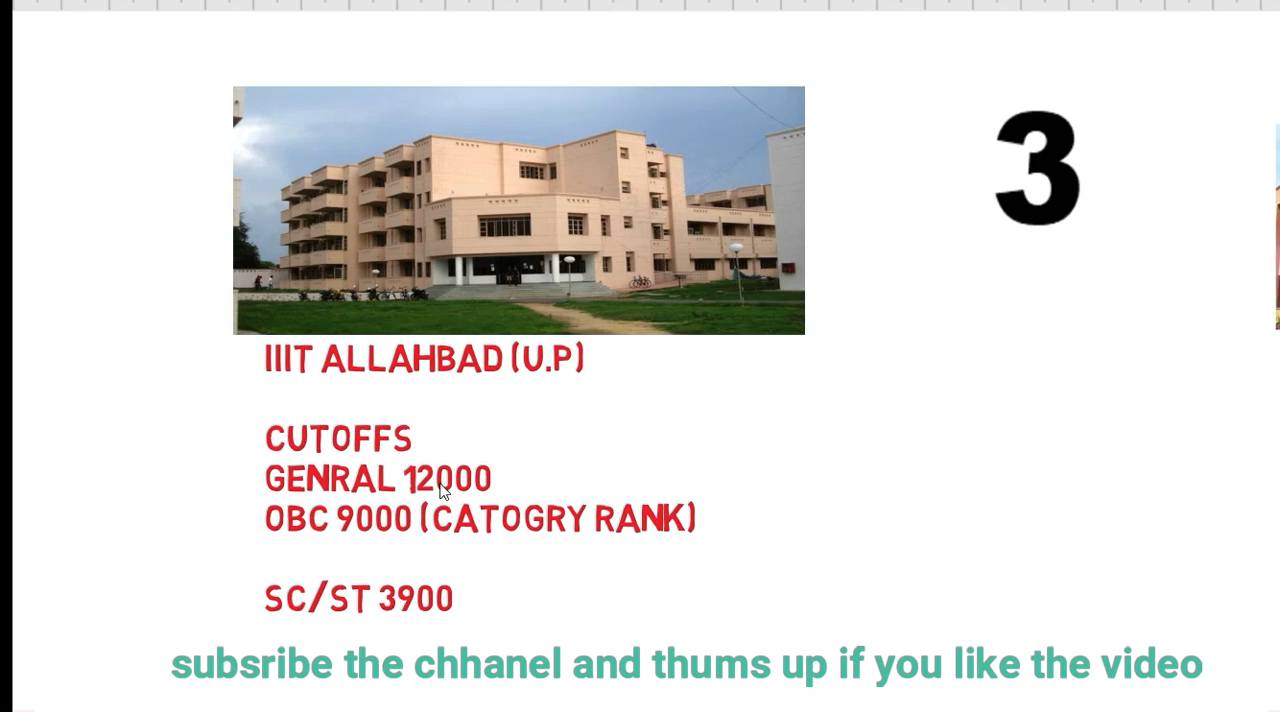 3
IIIT ALLAHBAD (U.P)
CUTOFFS
GENRAL 12000
OBC 9000 (CATOGRY RANK)
SC/ST 3900
subsribe the chhanel and thums up if you like the video